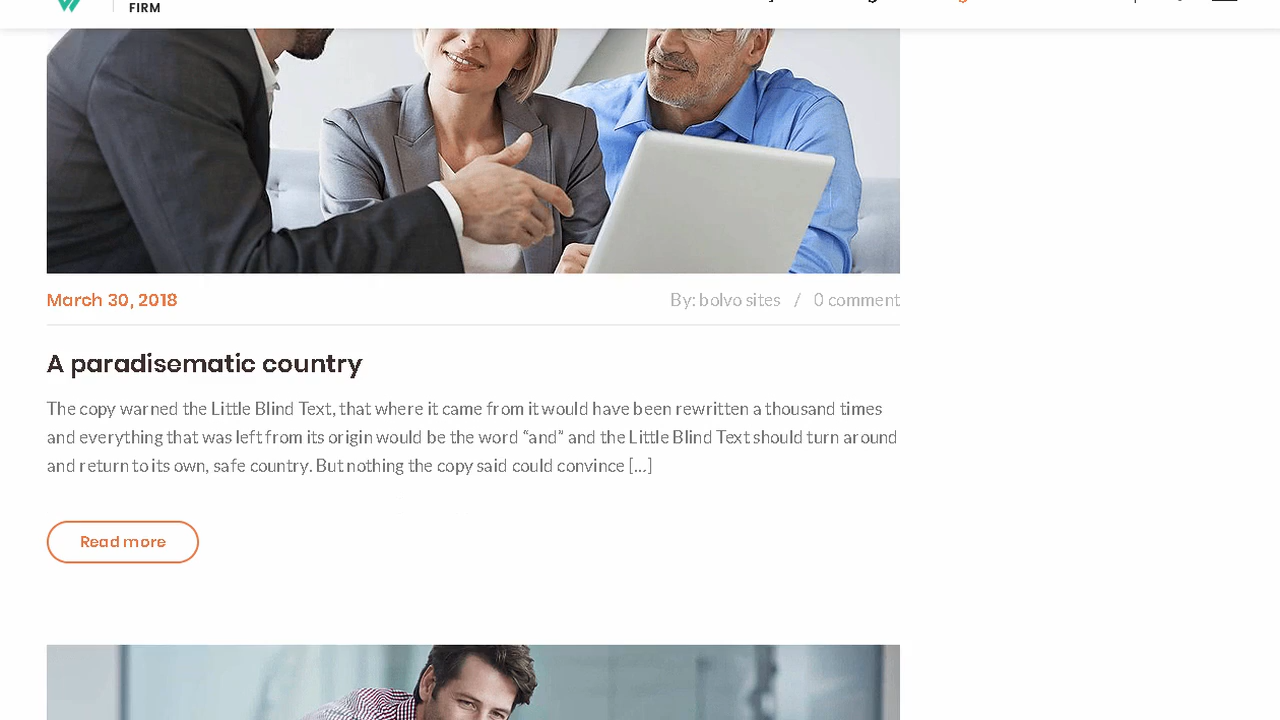 FIRM
March 30, 2018
By: bolvo sites / 0 comment
A paradisematic country
The copy warned the Little Blind Text, that where it came from it would have been rewritten a thousand times
and everything that was left from its origin would be the word “and” and the Little Blind Text should turn around
and return to its own, safe country. But nothing the copy said could convince […]
Read more